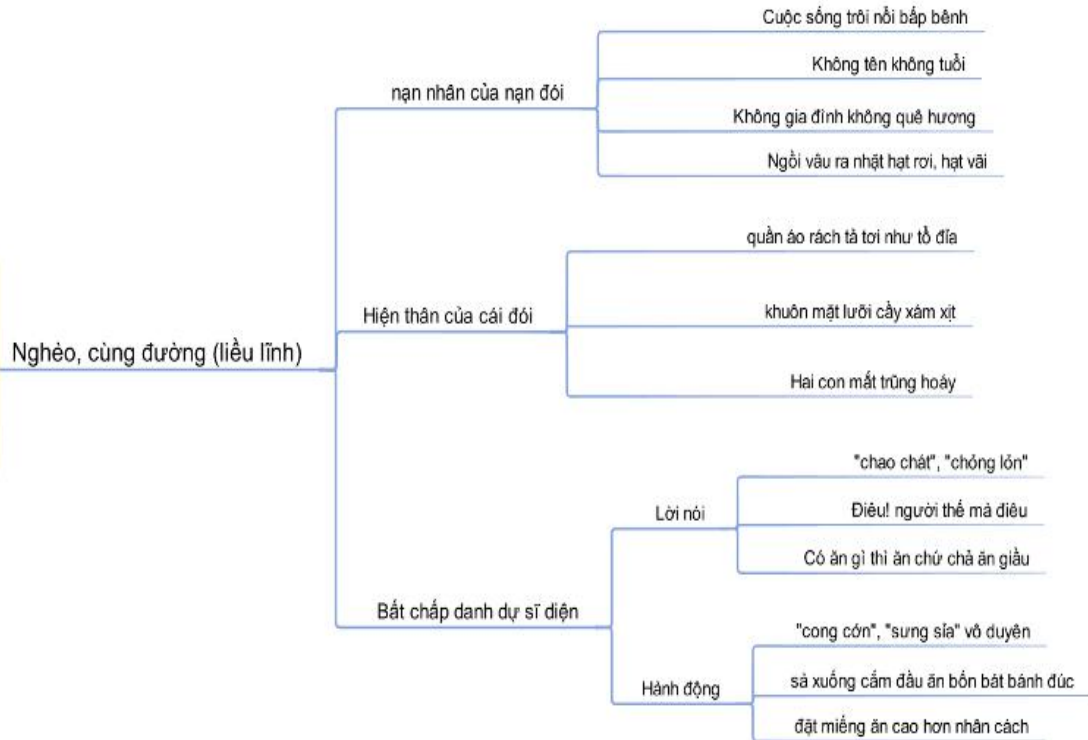 Nghèo, cùng đường (liều lĩnh)
nạn nhân của nạn đói
Cuộc sống trôi nổi bấp bênh
Không tên không tuổi
Không gia đình không quê hương
Ngồi vâu ra nhặt hạt rơi, hạt vãi
Hiện thân của cái đói
quần áo rách tả tơi như tổ đĩa
khuôn mặt lưỡi cầy xám xịt
Hai con mắt trũng hoáy
Bất chấp danh dự sĩ diện
Lời nói
"chao chát", "chỏng lỏn"
Điêu! người thế mà điêu
Có ăn gì thì ăn chứ chả ăn giầu
Hành động
"cong cớn", "sưng sỉa" vô duyên
sà xuống cắm đầu ăn bốn bát bánh đúc
đặt miếng ăn cao hơn nhân cách